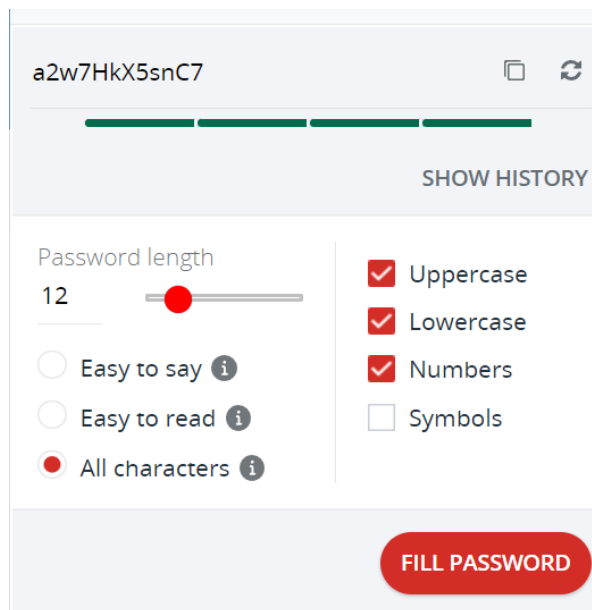 a2w7HkX5snC7
SHOW HISTORY
Password length
12
Easy to say
Easy to read
All characters
Uppercase
Lowercase
Numbers
Symbols
FILL PASSWORD